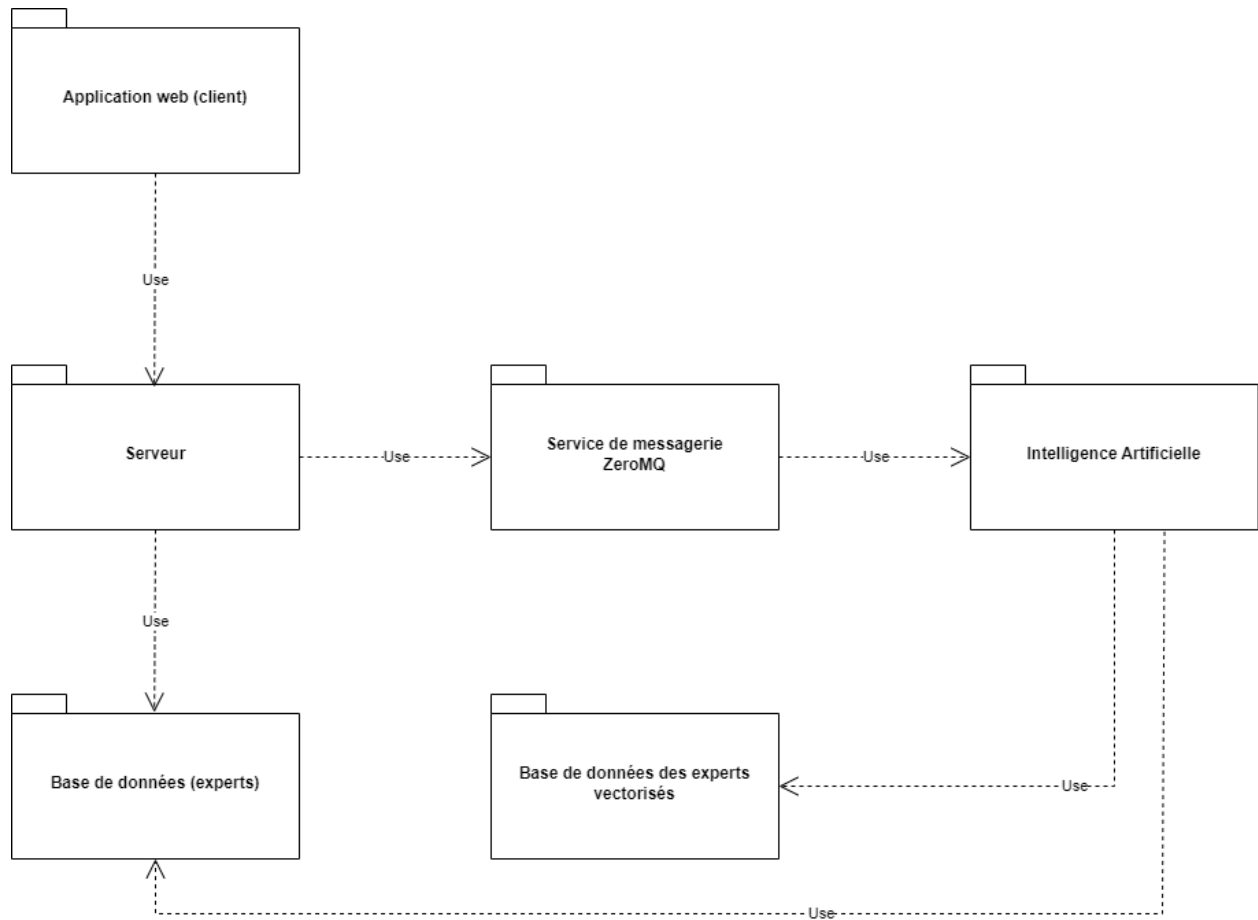 Application web (client)
Use
Serveur
Use
Service de messagerie
ZeroMQ
Use
Intelligence Artificielle
Use
Base de données (experts)
Base de données des experts
vectorisés
Use
Use